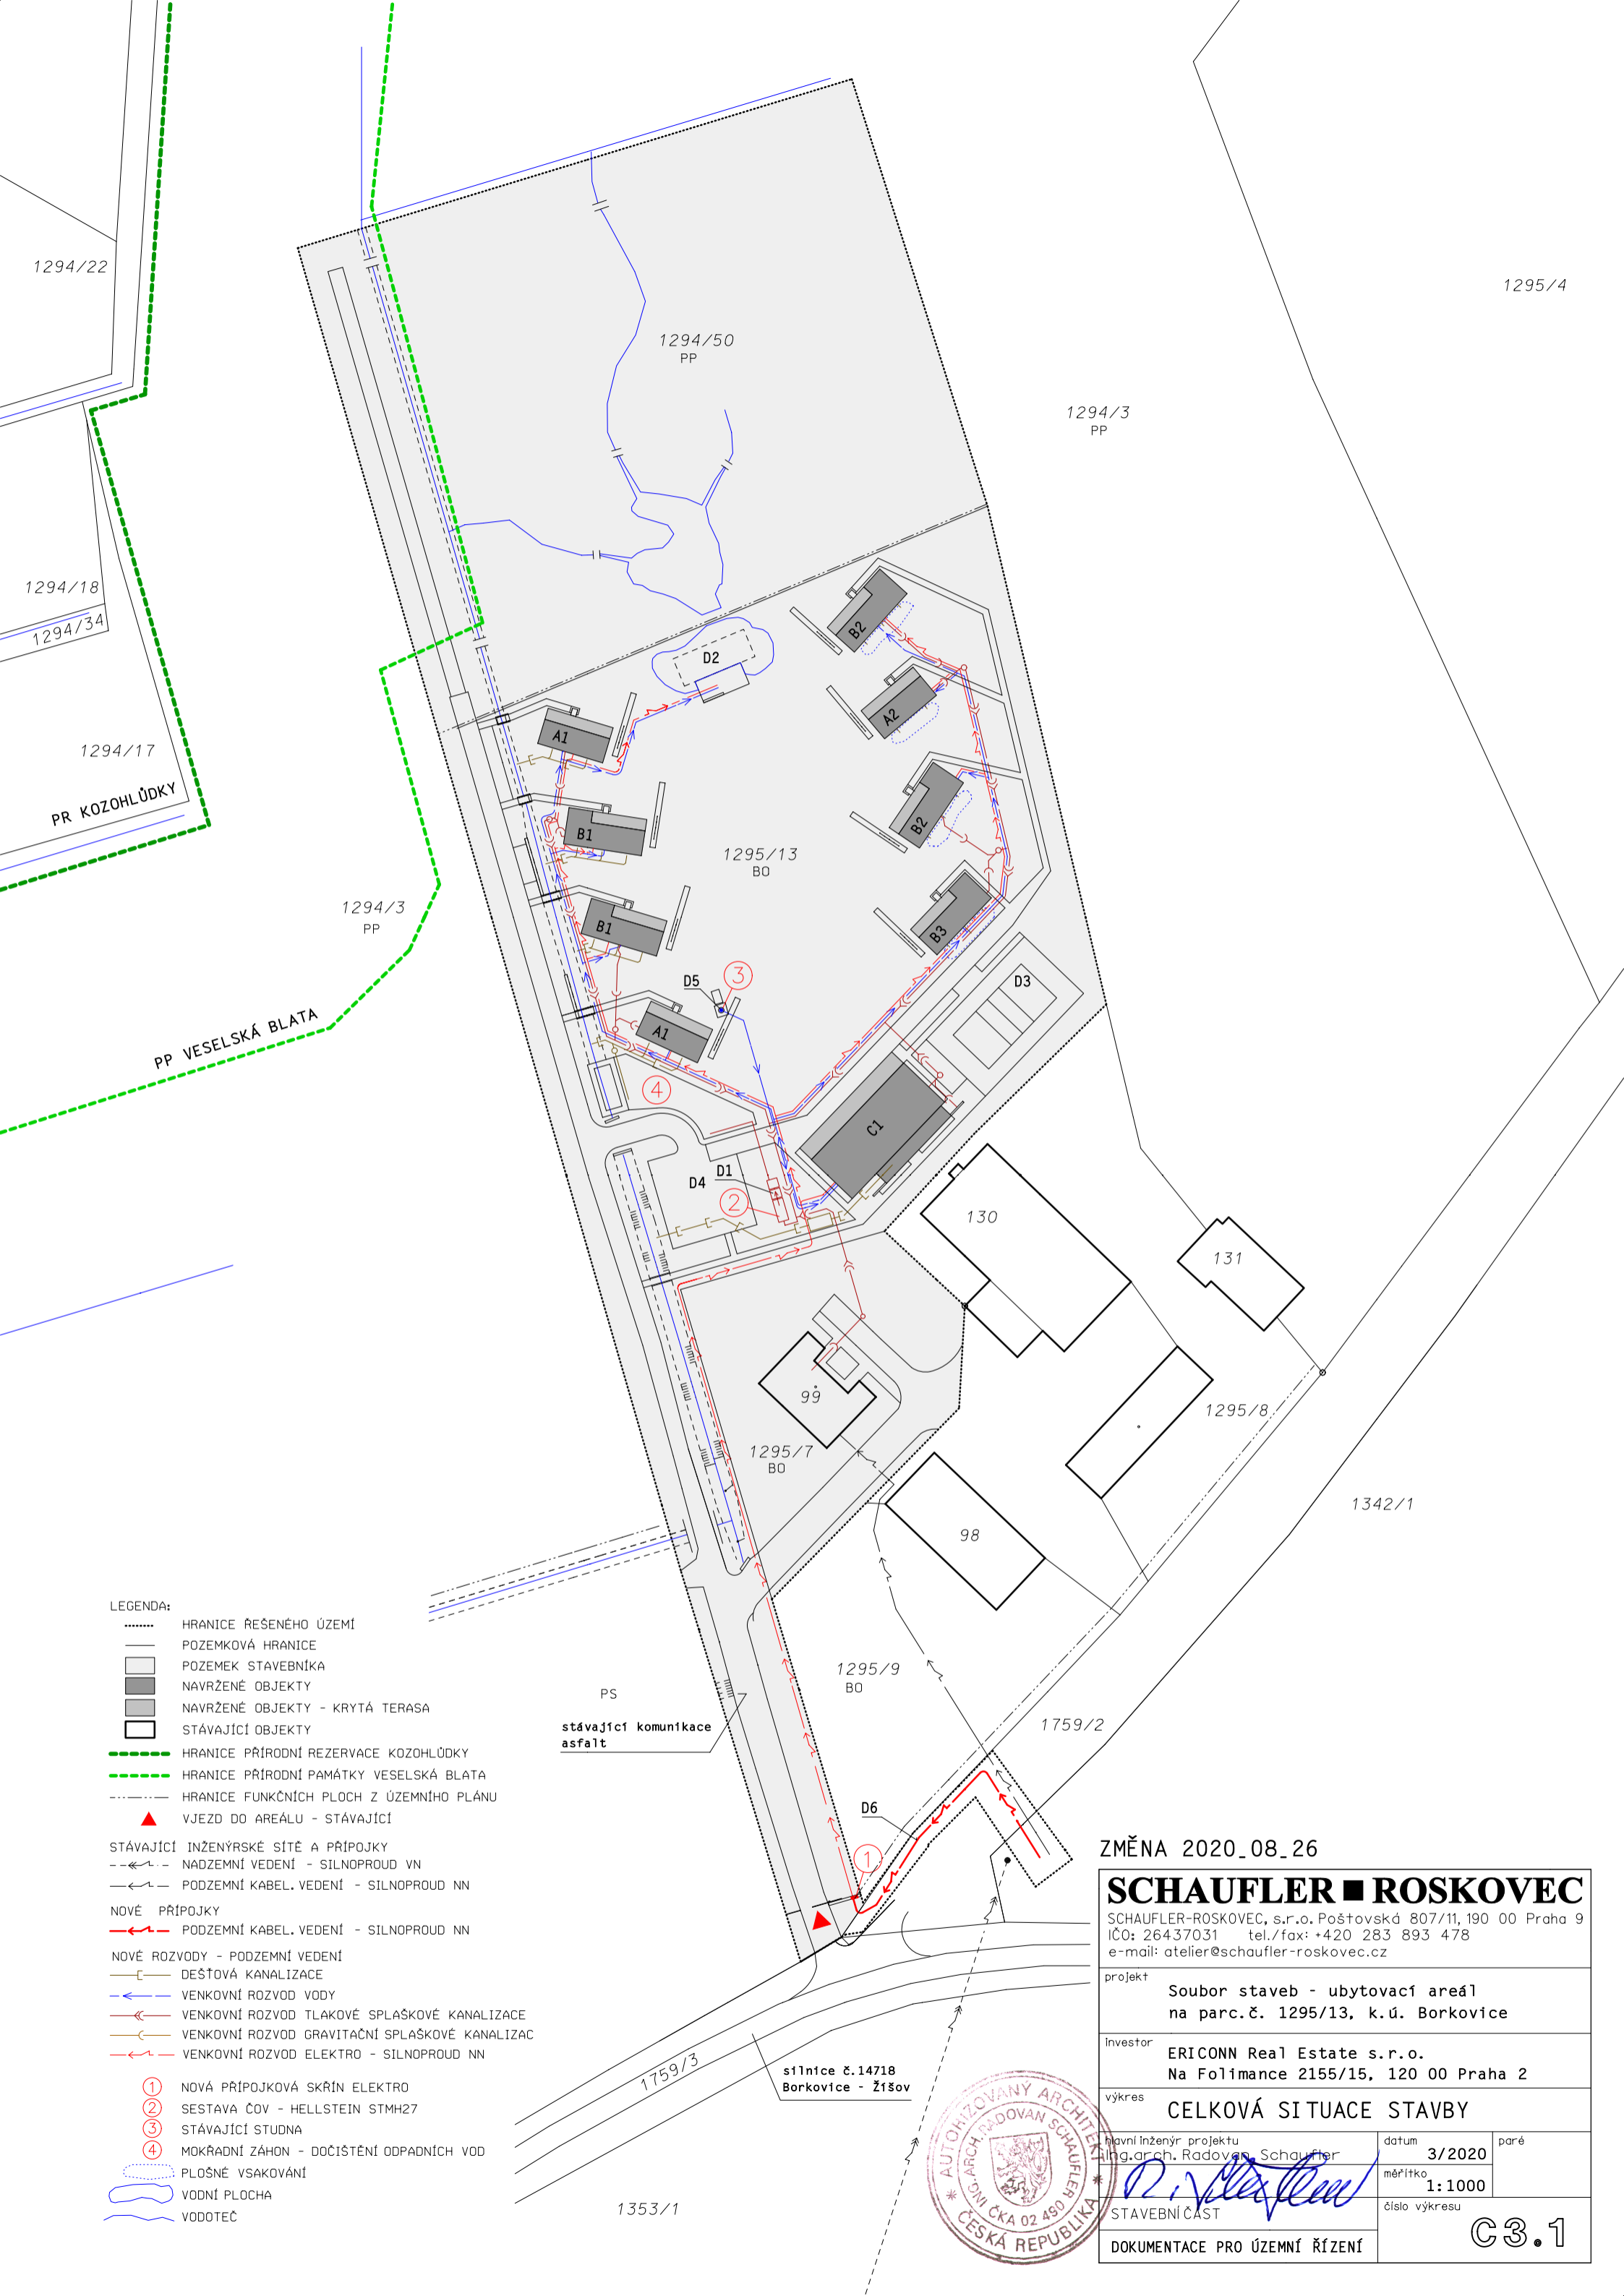 1294/22
1295/4
1294/50
PP
1294/3
PP
1294/18
1294/34
B2
D2
A2
A1
1294/17
PR KOZOHLŮDKY
B1
B2
1295/13
BO
1294/3
PP
B1
B3
D5
3
D3
A1
PP VESELSKÁ BLATA
4
C1
D1
D4
2
130
131
99
1295/8
1295/7
BO
1342/1
98
1295/9
BO
PS
stávající komunikace
asfalt
1759/2
D6
1
LEGENDA:
HRANICE ŘEŠENÉHO ÚZEMÍ
POZEMKOVÁ HRANICE
POZEMEK STAVEBNÍKA
NAVRŽENÉ OBJEKTY
NAVRŽENÉ OBJEKTY - KRYTÁ TERASA
STÁVAJÍCÍ OBJEKTY
HRANICE PŘÍRODNÍ REZERVACE KOZOHLŮDKY
HRANICE PŘÍRODNÍ PAMÁTKY VESELSKÁ BLATA
HRANICE FUNKČNÍCH PLOCH Z ÚZEMNÍHO PLÁNU
VJEZD DO AREÁLU - STÁVAJÍCÍ
STÁVAJÍCÍ INŽENÝRSKÉ SÍTĚ A PŘÍPOJKY
NADZEMNÍ VEDENÍ - SILNOPROUD VN
PODZEMNÍ KABEL. VEDENÍ - SILNOPROUD NN
NOVÉ PŘÍPOJKY
PODZEMNÍ KABEL. VEDENÍ - SILNOPROUD NN
NOVÉ ROZVODY - PODZEMNÍ VEDENÍ
DEŠŤOVÁ KANALIZACE
VENKOVNÍ ROZVOD VODY
VENKOVNÍ ROZVOD TLAKOVÉ SPLAŠKOVÉ KANALIZACE
VENKOVNÍ ROZVOD GRAVITAČNÍ SPLAŠKOVÉ KANALIZAC
VENKOVNÍ ROZVOD ELEKTRO - SILNOPROUD NN
1 NOVÁ PŘÍPOJKOVÁ SKŘÍŇ ELEKTRO
2 SESTAVA ČOV - HELLSTEIN STMH27
3 STÁVAJÍCÍ STUDNA
4 MOKŘADNÍ ZÁHON - DOČIŠTĚNÍ ODPADNÍCH VOD
PLOŠNÉ VSAKOVÁNÍ
VODNÍ PLOCHA
VODOTEČ
1759/3
silnice č.14718
Borkovice - Žíšov
1353/1
ZMĚNA 2020_08_26
SCHAUFLER ■ ROSKOVEC
SCHAUFLER-ROSKOVEC, s.r.o. Poštovská 807/11, 190 00 Praha 9
IČO: 26437031 tel./fax: +420 283 893 478
e-mail: atelier@schaufler-roskovec.cz
projekt
Soubor staveb - ubytovací areál
na parc.č. 1295/13, k.ú. Borkovice
investor
ERICONN Real Estate s.r.o.
Na Folimance 2155/15, 120 00 Praha 2
výkres
CELKOVÁ SITUACE STAVBY
hlavní inženýr projektu
Ing.arch. Radovan Schaufler
datum
3/2020
paré
měřítko
1:1000
STAVEBNÍ ČÁST
číslo výkresu
C3.1
DOKUMENTACE PRO ÚZEMNÍ ŘÍZENÍ
AUTORIZOVANÝ ARCHITEKT
ING. ARCH. RADOVAN SCHAUFLER
ČKA 02 490
ČESKÁ REPUBLIKA